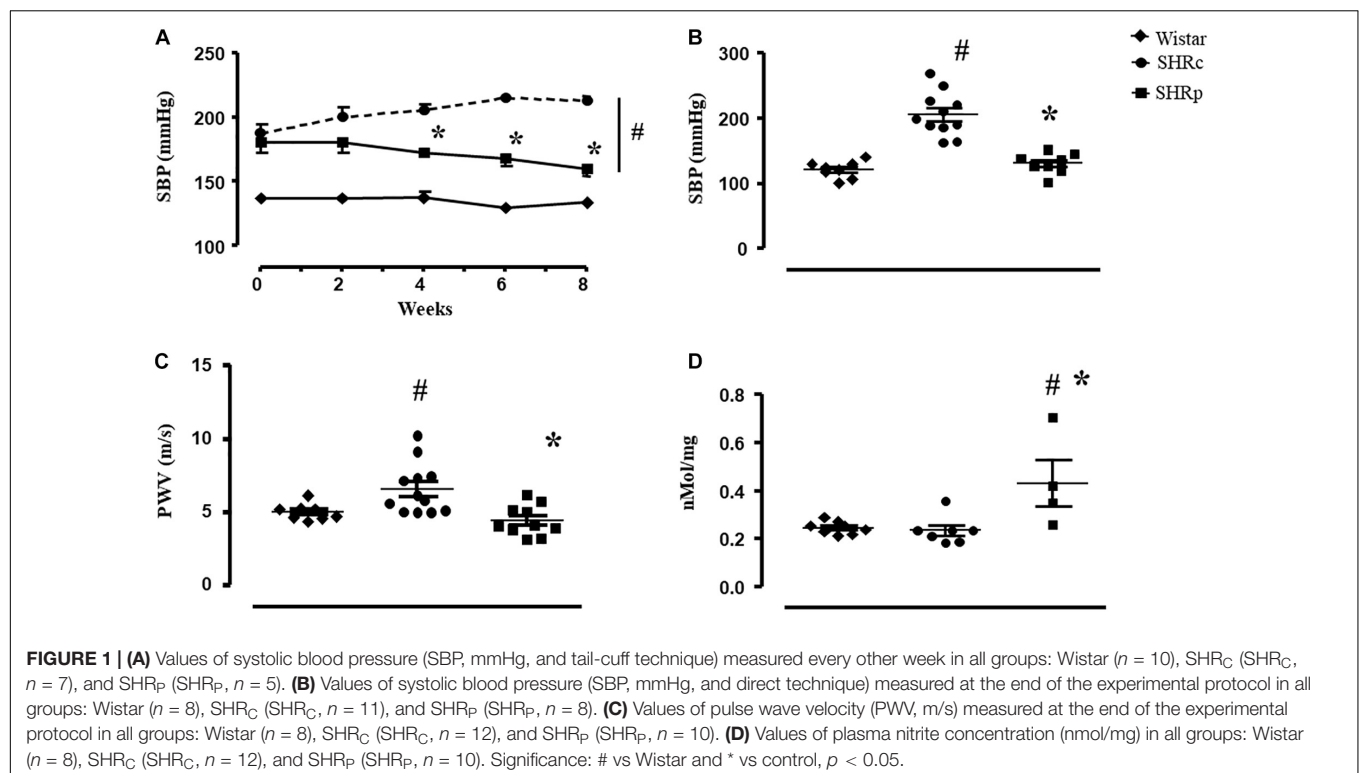 A
SBP (mmHg)
250
200
150
100
*
*
*
#
0
2
4
6
8
Weeks
B
SBP (mmHg)
300
200
100
0
#
*
Wistar
SHRc
SHRp
C
PWV (m/s)
15
10
5
0
#
*
D
nMol/mg
0.8
0.6
0.4
0.2
0.0
# *
FIGURE 1 | (A) Values of systolic blood pressure (SBP, mmHg, and tail-cuff technique) measured every other week in all groups: Wistar (n = 10), SHRC (SHRC,
n = 7), and SHRP (SHRP, n = 5). (B) Values of systolic blood pressure (SBP, mmHg, and direct technique) measured at the end of the experimental protocol in all
groups: Wistar (n = 8), SHRC (SHRC, n = 11), and SHRP (SHRP, n = 8). (C) Values of pulse wave velocity (PWV, m/s) measured at the end of the experimental
protocol in all groups: Wistar (n = 8), SHRC (SHRC, n = 12), and SHRP (SHRP, n = 10). (D) Values of plasma nitrite concentration (nmol/mg) in all groups: Wistar
(n = 8), SHRC (SHRC, n = 12), and SHRP (SHRP, n = 10). Significance: # vs Wistar and * vs control, p < 0.05.